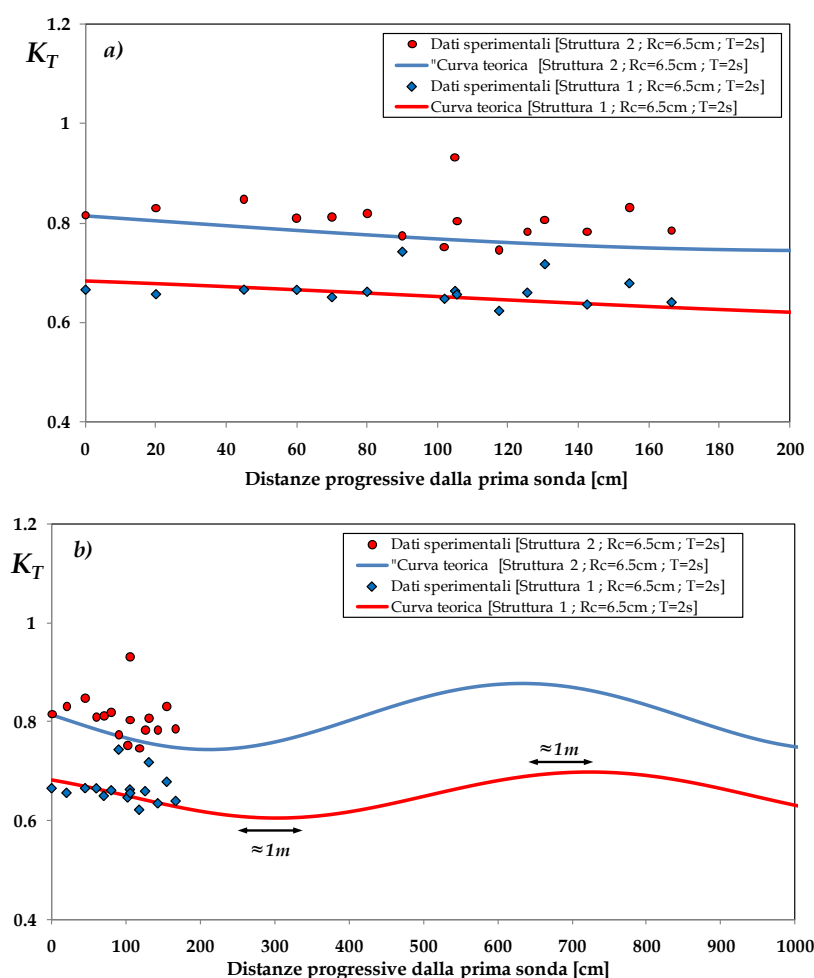 1.2
a)
K_T
Dati sperimentali [Struttura 2 ; Rc=6.5cm ; T=2s]
"Curva teorica [Struttura 2 ; Rc=6.5cm ; T=2s]
Dati sperimentali [Struttura 1 ; Rc=6.5cm ; T=2s]
Curva teorica [Struttura 1 ; Rc=6.5cm ; T=2s]
1
0.8
0.6
0.4
0 20 40 60 80 100 120 140 160 180 200
Distanze progressive dalla prima sonda [cm]
1.2
b)
K_T
Dati sperimentali [Struttura 2 ; Rc=6.5cm ; T=2s]
"Curva teorica [Struttura 2 ; Rc=6.5cm ; T=2s]
Dati sperimentali [Struttura 1 ; Rc=6.5cm ; T=2s]
Curva teorica [Struttura 1 ; Rc=6.5cm ; T=2s]
1
0.8
≈1m
0.6
≈1m
0.4
0 100 200 300 400 500 600 700 800 900 1000
Distanze progressive dalla prima sonda [cm]